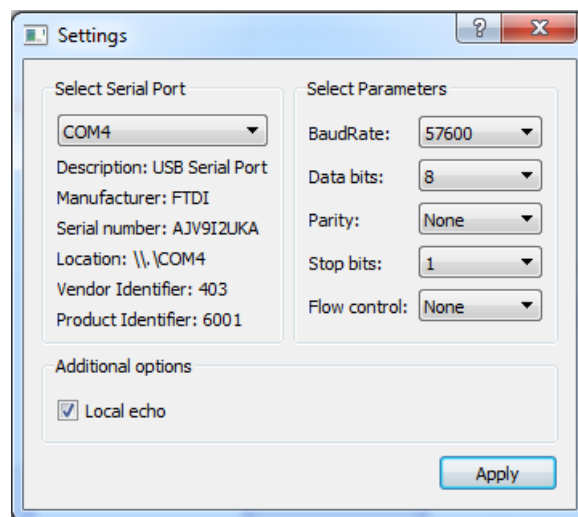 Settings
Select Serial Port
COM4
Description: USB Serial Port
Manufacturer: FTDI
Serial number: AJV9I2UKA
Location: \\.\COM4
Vendor Identifier: 403
Product Identifier: 6001
Select Parameters
BaudRate: 57600
Data bits: 8
Parity: None
Stop bits: 1
Flow control: None
Additional options
Local echo
Apply